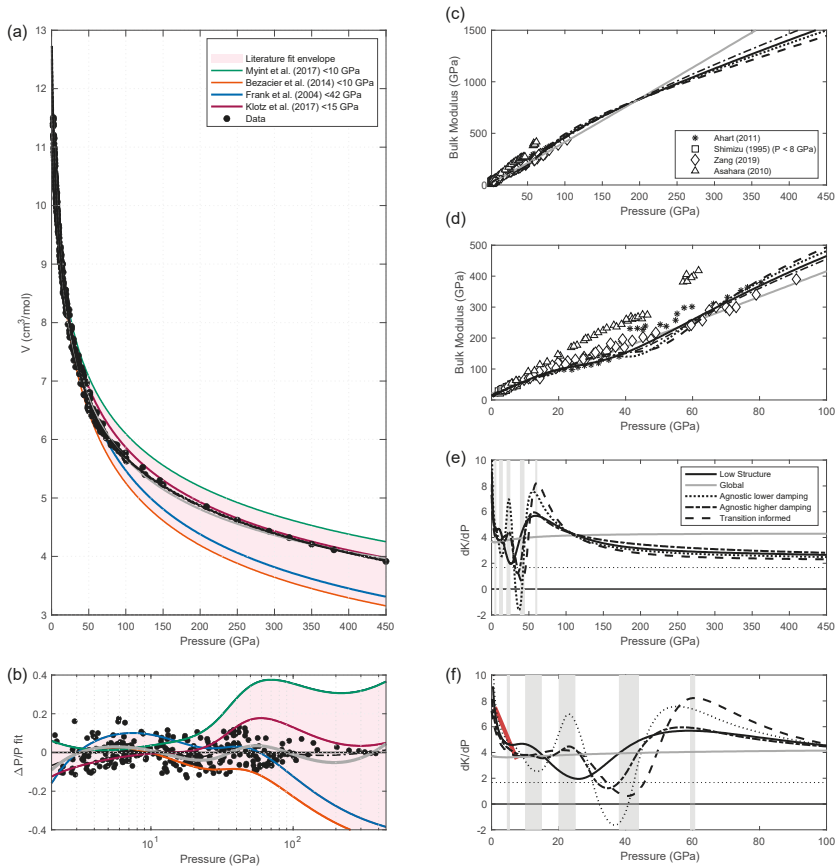 (a)
13
12
11
10
9
8
7
6
5
4
3
V (cm³/mol)
0
50
100
150
200
250
300
350
400
450
Pressure (GPa)
Literature fit envelope
Myint et al. (2017) <10 GPa
Bezacier et al. (2014) <10 GPa
Frank et al. (2004) <42 GPa
Klotz et al. (2017) <15 GPa
Data
(b)
0.4
0.2
0
-0.2
-0.4
Δ P/P fit
10¹
10²
Pressure (GPa)
(c)
1500
1000
500
0
Bulk Modulus (GPa)
50
100
150
200
250
300
350
400
450
Pressure (GPa)
Ahart (2011)
Shimizu (1995) (P < 8 GPa)
Zang (2019)
Asahara (2010)
(d)
500
400
300
200
100
0
Bulk Modulus (GPa)
0
20
40
60
80
100
Pressure (GPa)
(e)
10
8
6
4
2
0
-2
dK/dP
0
50
100
150
200
250
300
350
400
450
Pressure (GPa)
Low Structure
Global
Agnostic lower damping
Agnostic higher damping
Transition informed
(f)
10
8
6
4
2
0
-2
dK/dP
0
20
40
60
80
100
Pressure (GPa)